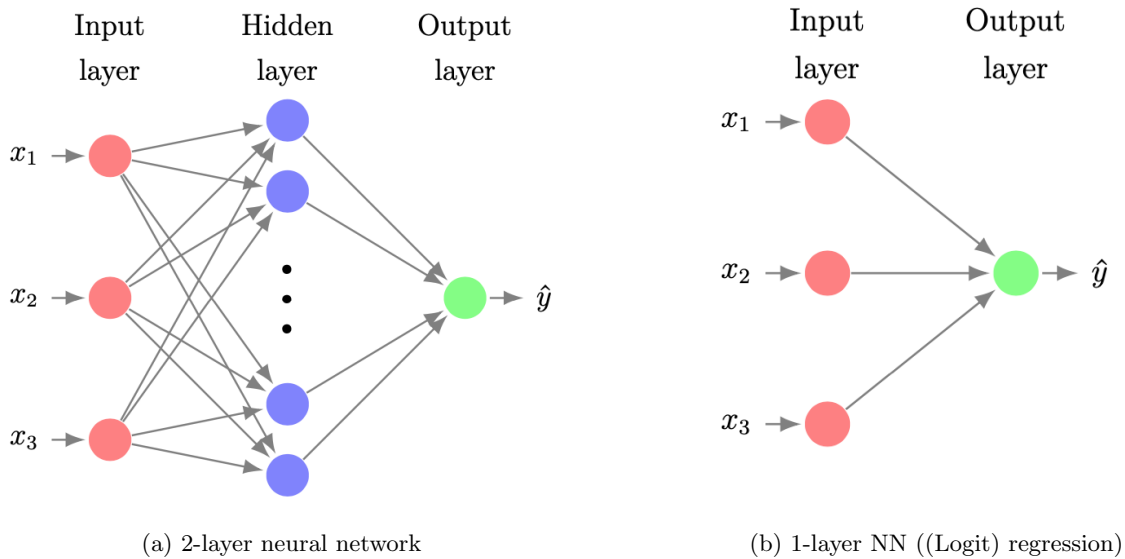 Input layer
Hidden layer
Output layer
x₁
x₂
x₃
ŷ
(a) 2-layer neural network
Input layer
Output layer
x₁
x₂
x₃
ŷ
(b) 1-layer NN ((Logit) regression)